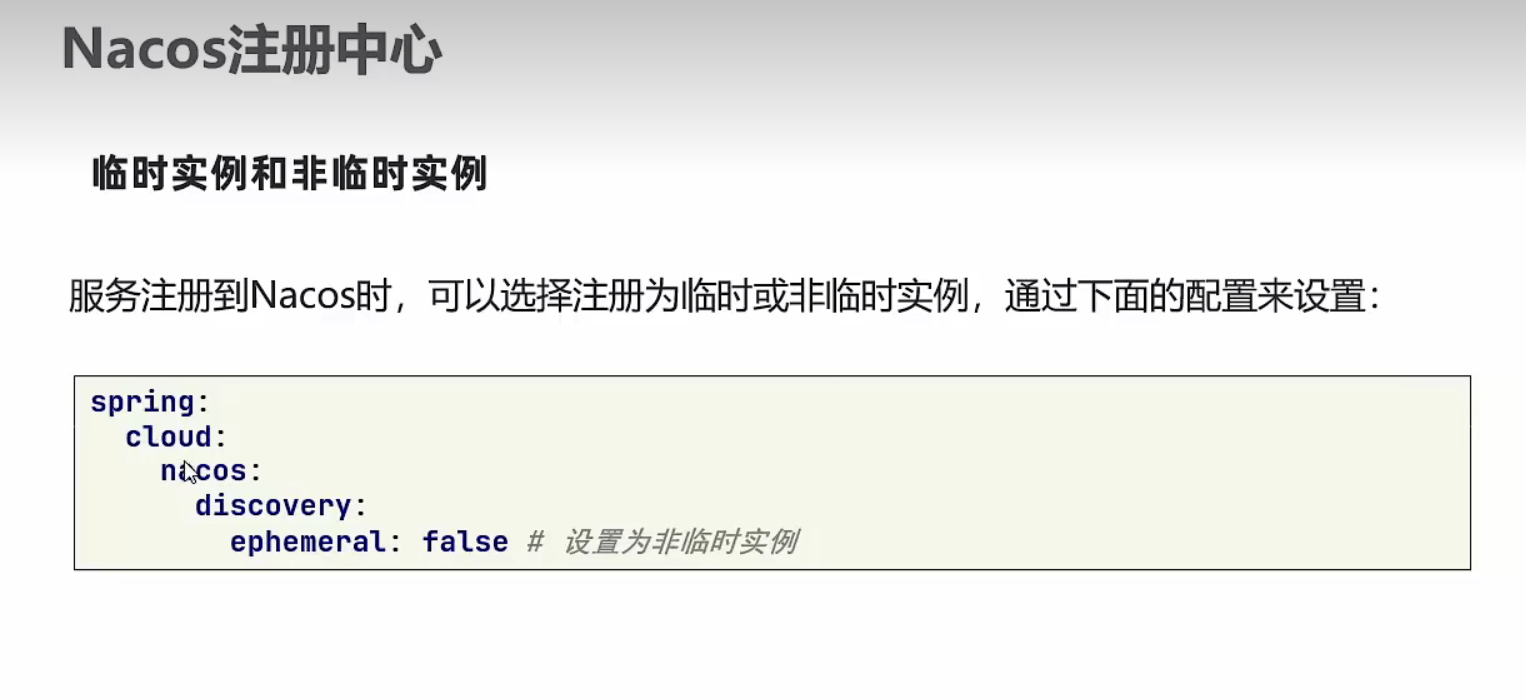 Nacos注册中心
临时实例和非临时实例
服务注册到Nacos时，可以选择注册为临时或非临时实例，通过下面的配置来设置：
spring:
  cloud:
    nacos:
      discovery:
        ephemeral: false # 设置为非临时实例